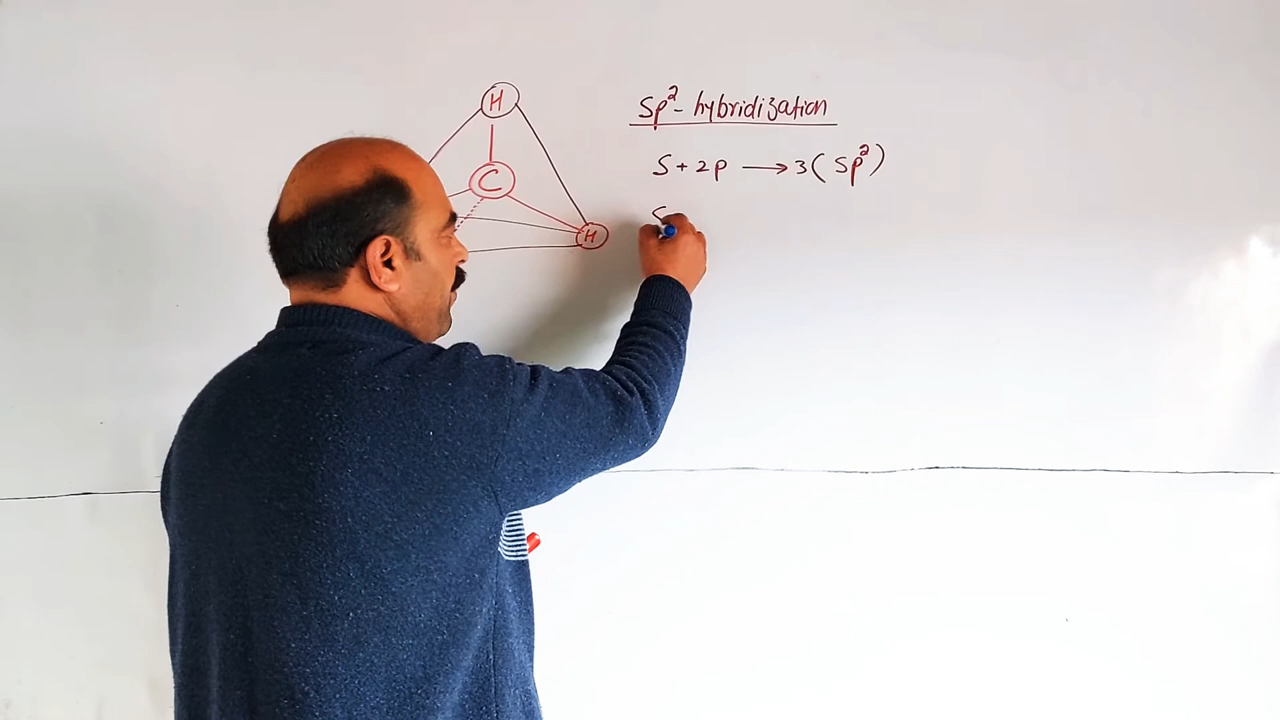 H
C
H
Sp²- hybridization
S + 2p ⟶ 3( Sp²)
S